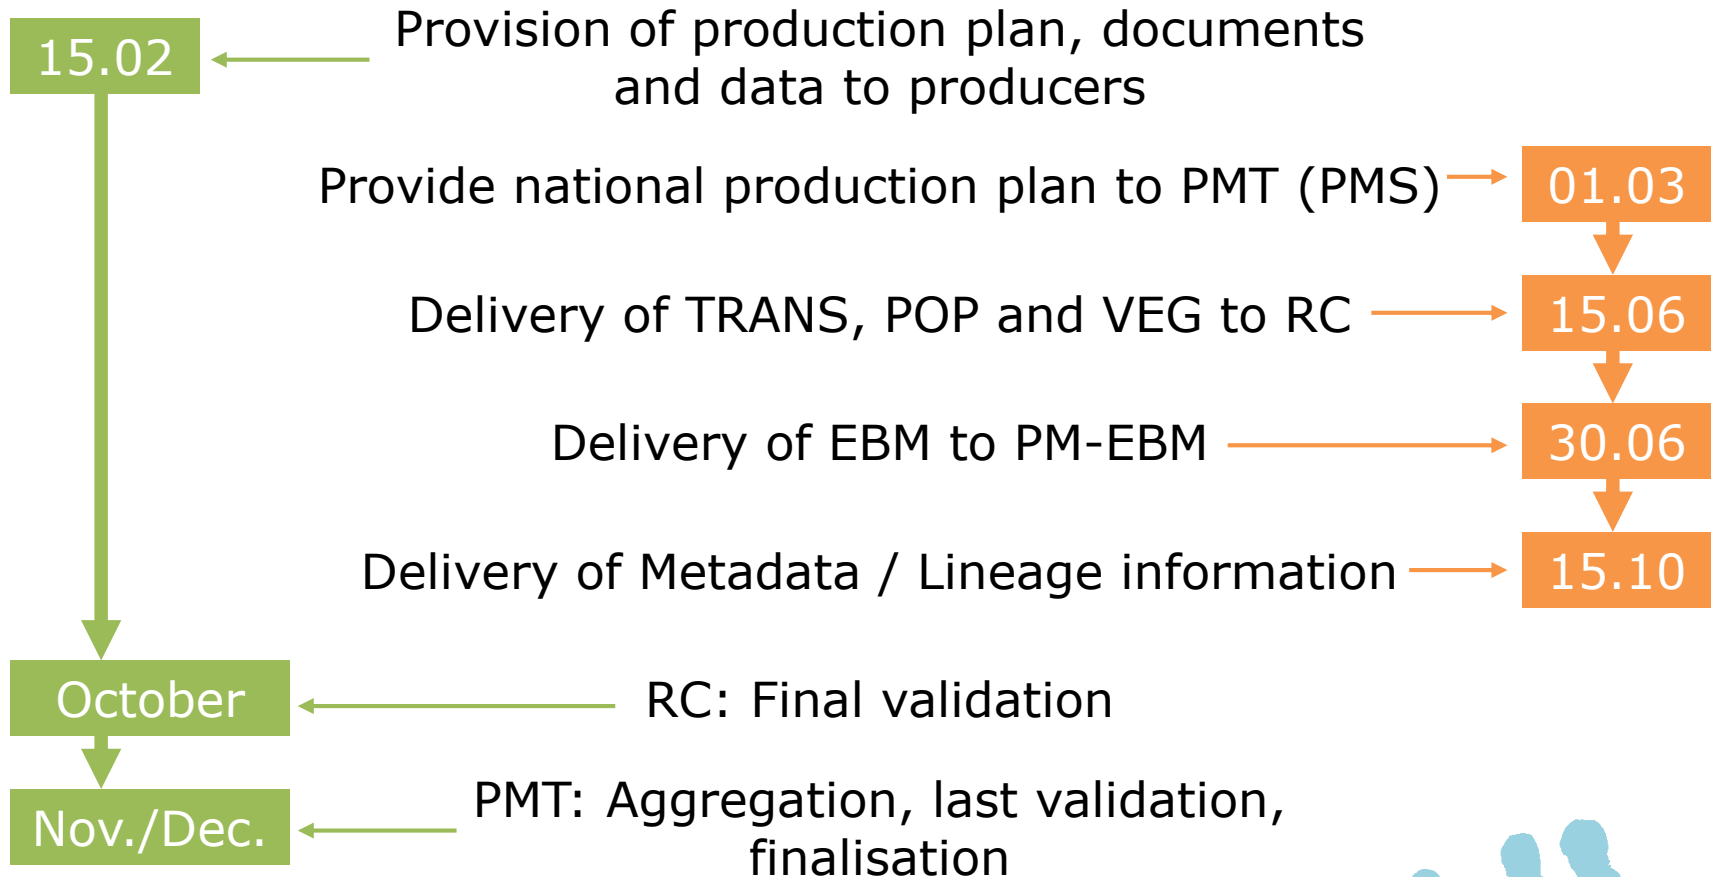 15.02
Provision of production plan, documents
and data to producers
Provide national production plan to PMT (PMS)
01.03
Delivery of TRANS, POP and VEG to RC
15.06
Delivery of EBM to PM-EBM
30.06
Delivery of Metadata / Lineage information
15.10
October
RC: Final validation
Nov./Dec.
PMT: Aggregation, last validation,
finalisation